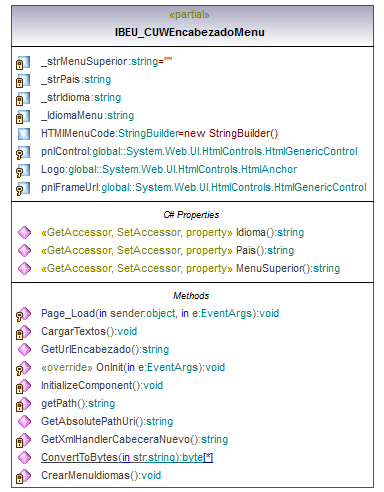 «partial»
IBEU_CUWEncabezadoMenu
_strMenuSuperior:string=""
_strPais:string
_strIdioma:string
_IdiomaMenu:string
HTMlMenuCode:StringBuilder=new StringBuilder()
pnlControl:global::System.Web.UI.HtmlControls.HtmlGenericControl
Logo:global::System.Web.UI.HtmlControls.HtmlAnchor
pnlFrameUrl:global::System.Web.UI.HtmlControls.HtmlGenericControl
C# Properties
«GetAccessor, SetAccessor, property» Idioma():string
«GetAccessor, SetAccessor, property» Pais():string
«GetAccessor, SetAccessor, property» MenuSuperior():string
Methods
Page_Load(in sender:object, in e:EventArgs):void
CargarTextos():void
GetUrlEncabezado():string
«override» OnInit(in e:EventArgs):void
InitializeComponent():void
getPath():string
GetAbsolutePathUri():string
GetXmlHandlerCabeceraNuevo():string
ConvertToBytes(in str:string):byte[*]
CrearMenuIdiomas():void